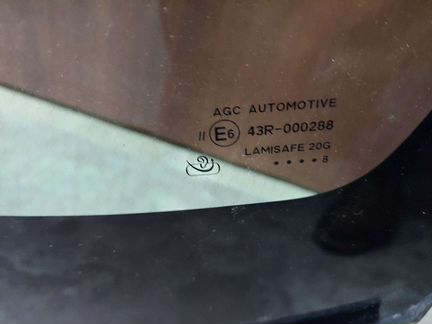 AGC AUTOMOTIVE
II E6 43R-000288
LAMISAFE 20G
• • • • 8